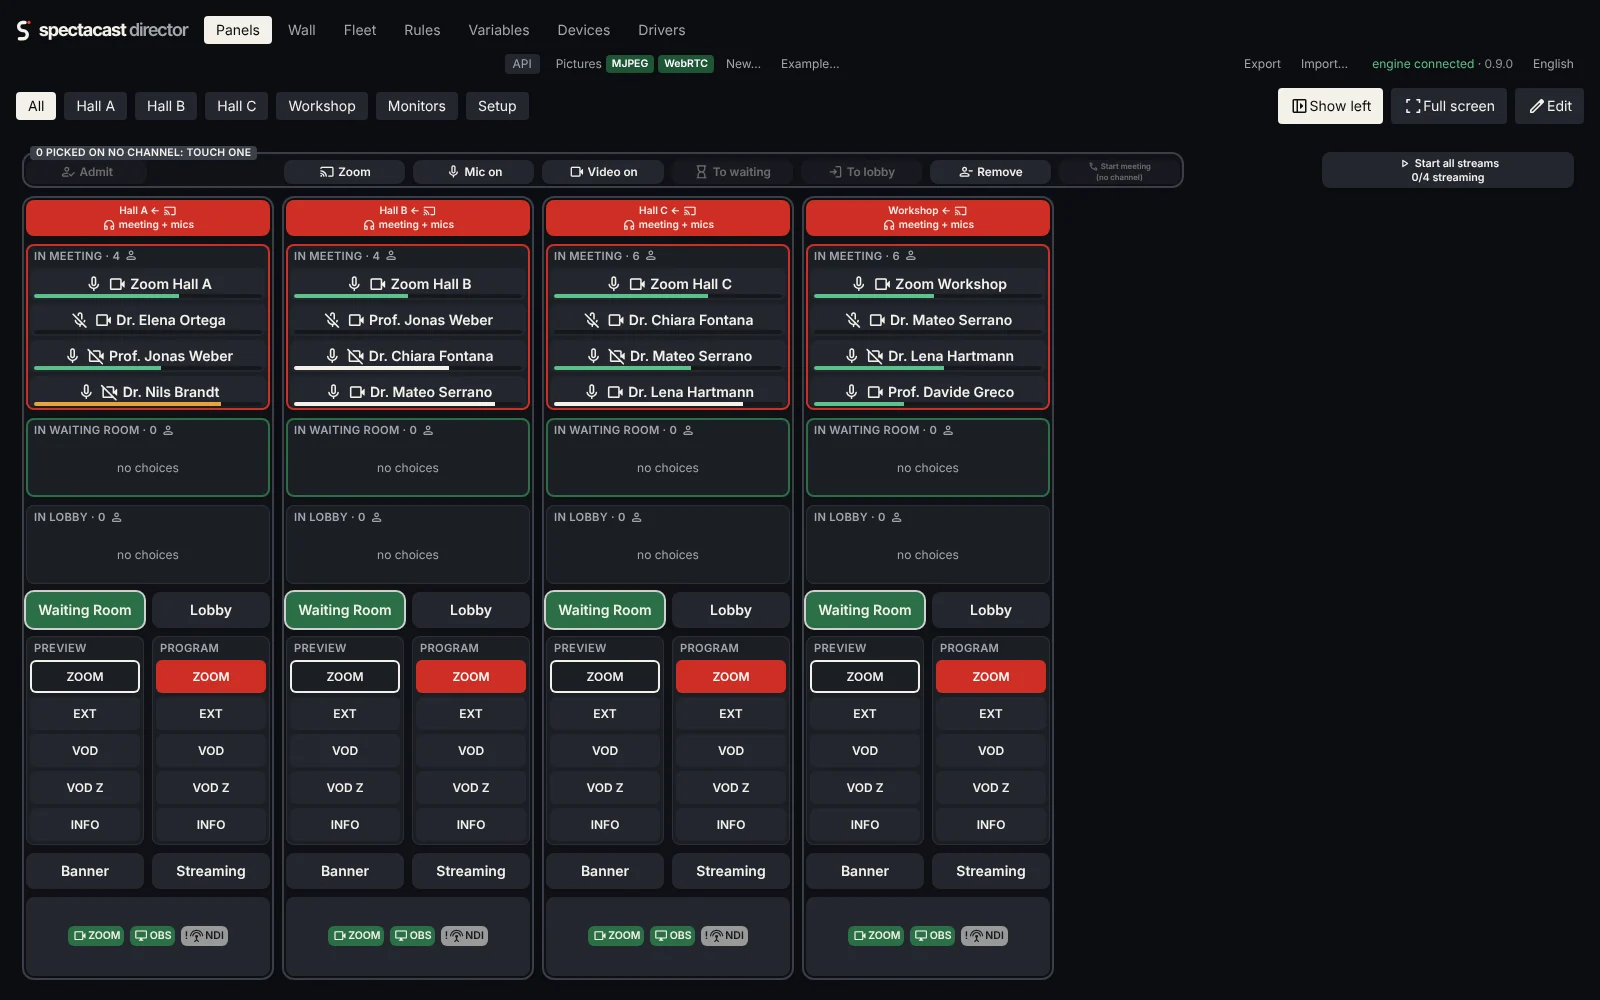 spectacast director Panels Wall Fleet Rules Variables Devices Drivers
API Pictures MJPEG WebRTC New... Example... Export Import... engine connected · 0.9.0 English
All Hall A Hall B Hall C Workshop Monitors Setup Show left Full screen Edit
0 PICKED ON NO CHANNEL: TOUCH ONE
Admit Zoom Mic on Video on To waiting To lobby Remove Start meeting
(no channel)
Start all streams
0/4 streaming
Hall A ←
meeting + mics
IN MEETING · 4
Zoom Hall A
Dr. Elena Ortega
Prof. Jonas Weber
Dr. Nils Brandt
IN WAITING ROOM · 0
no choices
IN LOBBY · 0
no choices
Waiting Room Lobby
PREVIEW PROGRAM
ZOOM ZOOM
EXT EXT
VOD VOD
VOD Z VOD Z
INFO INFO
Banner Streaming
ZOOM OBS ! NDI
Hall B ←
meeting + mics
IN MEETING · 4
Zoom Hall B
Prof. Jonas Weber
Dr. Chiara Fontana
Dr. Mateo Serrano
IN WAITING ROOM · 0
no choices
IN LOBBY · 0
no choices
Waiting Room Lobby
PREVIEW PROGRAM
ZOOM ZOOM
EXT EXT
VOD VOD
VOD Z VOD Z
INFO INFO
Banner Streaming
ZOOM OBS ! NDI
Hall C ←
meeting + mics
IN MEETING · 6
Zoom Hall C
Dr. Chiara Fontana
Dr. Mateo Serrano
Dr. Lena Hartmann
IN WAITING ROOM · 0
no choices
IN LOBBY · 0
no choices
Waiting Room Lobby
PREVIEW PROGRAM
ZOOM ZOOM
EXT EXT
VOD VOD
VOD Z VOD Z
INFO INFO
Banner Streaming
ZOOM OBS ! NDI
Workshop ←
meeting + mics
IN MEETING · 6
Zoom Workshop
Dr. Mateo Serrano
Dr. Lena Hartmann
Prof. Davide Greco
IN WAITING ROOM · 0
no choices
IN LOBBY · 0
no choices
Waiting Room Lobby
PREVIEW PROGRAM
ZOOM ZOOM
EXT EXT
VOD VOD
VOD Z VOD Z
INFO INFO
Banner Streaming
ZOOM OBS ! NDI